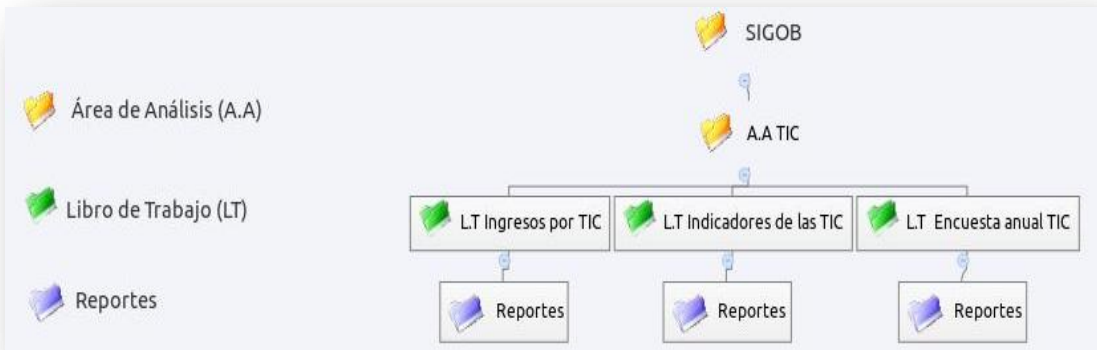 SIGOB
Área de Análisis (A.A)
A.A TIC
Libro de Trabajo (LT)
L.T Ingresos por TIC
L.T Indicadores de las TIC
L.T Encuesta anual TIC
Reportes
Reportes
Reportes
Reportes